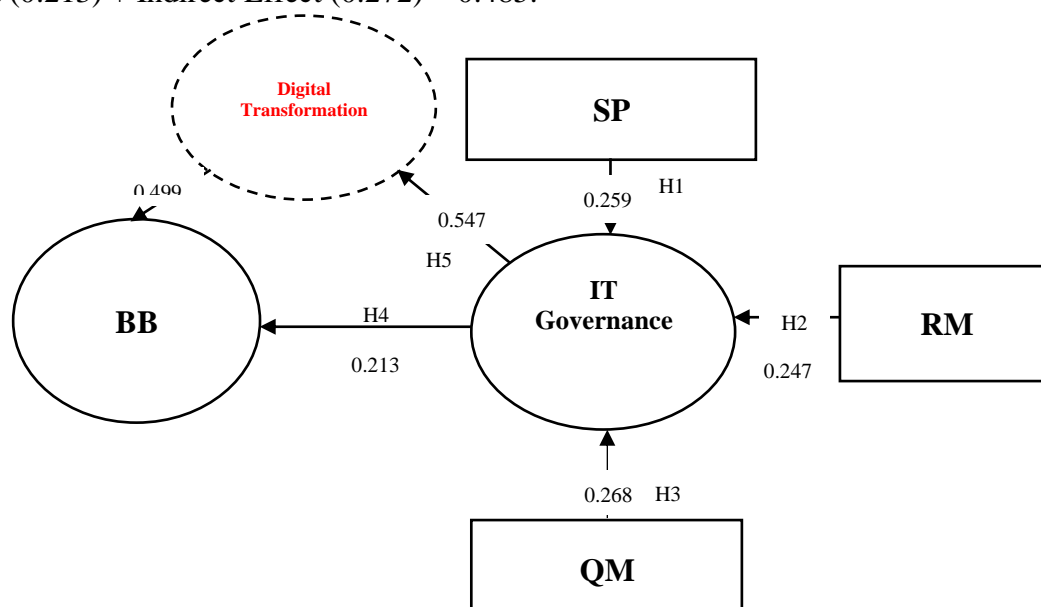 (0.213) + Indirect Effect (0.272) = 0.485.
Digital
Transformation
SP
0.499
0.259 H1
0.547
H5
IT
Governance
BB
H4
0.213
H2
0.247
RM
0.268 H3
QM